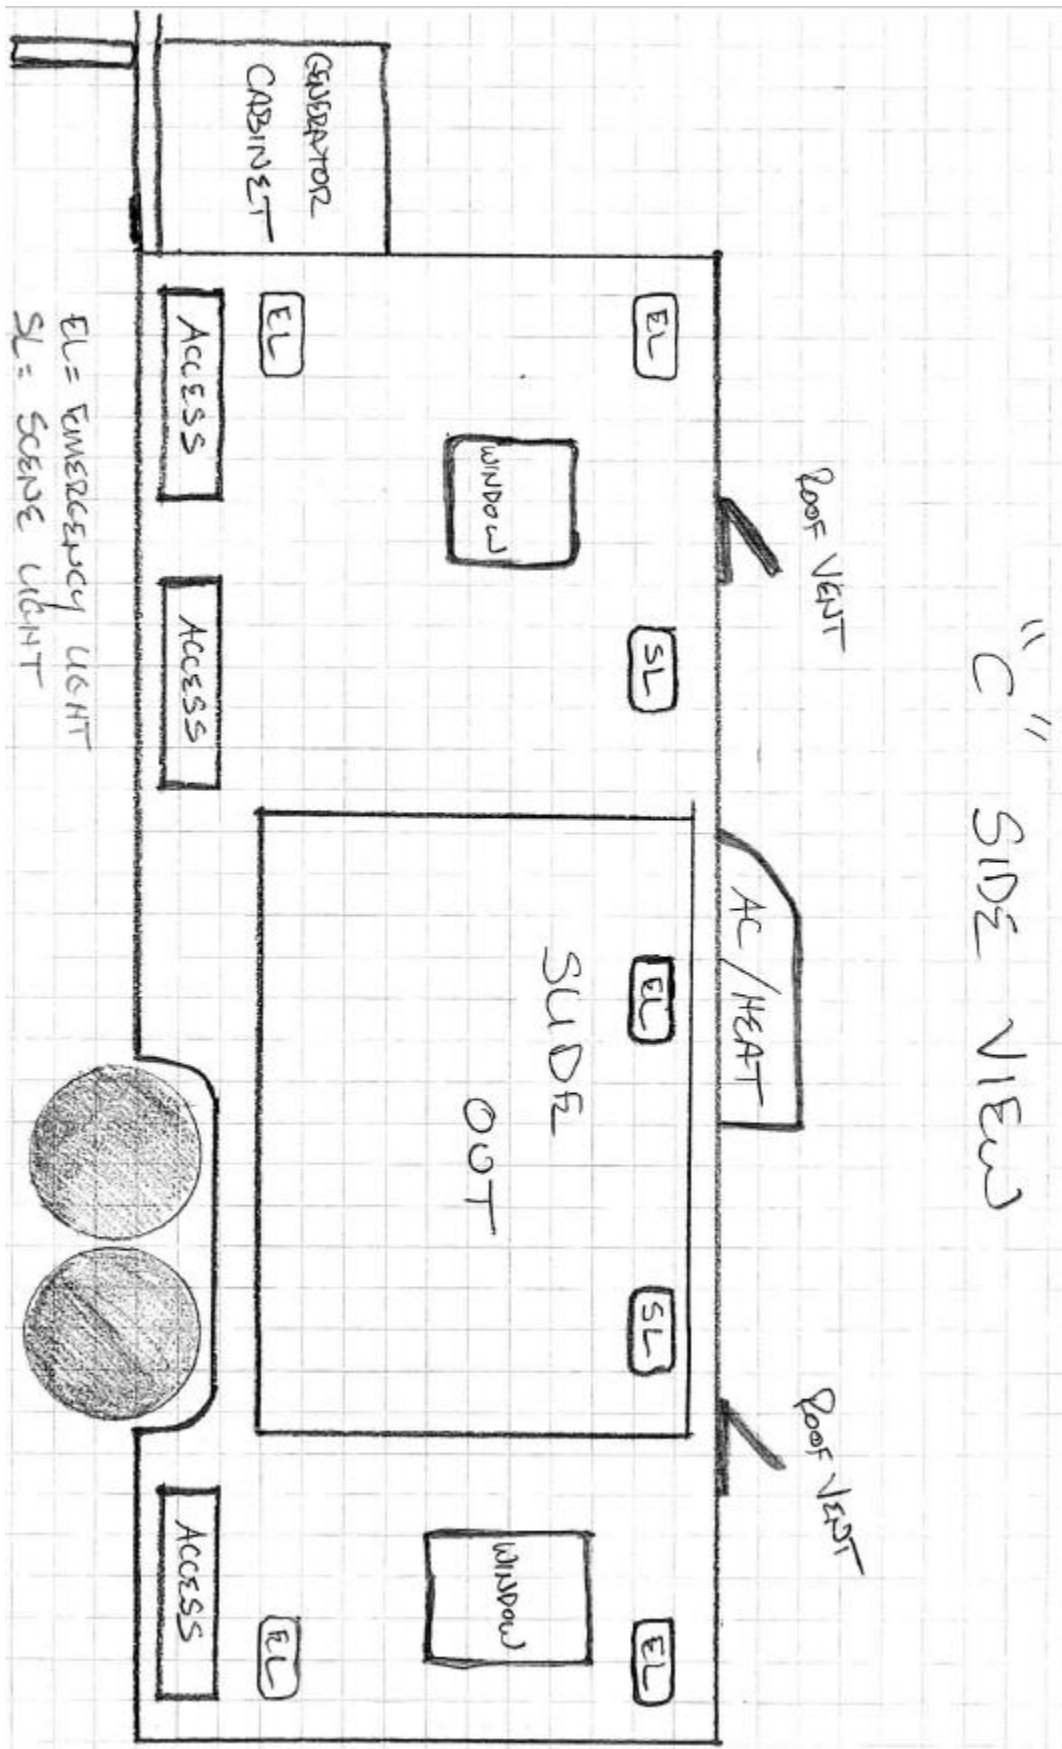 "C" SIDE VIEW
ROOF VENT
ROOF VENT
AC/HEAT
EL
SL
EL
SL
EL
GENERATOR
CABINET
WINDOW
SLIDE
OUT
WINDOW
EL
EL
ACCESS
ACCESS
ACCESS
EL= EMERGENCY LIGHT
SL= SCENE LIGHT